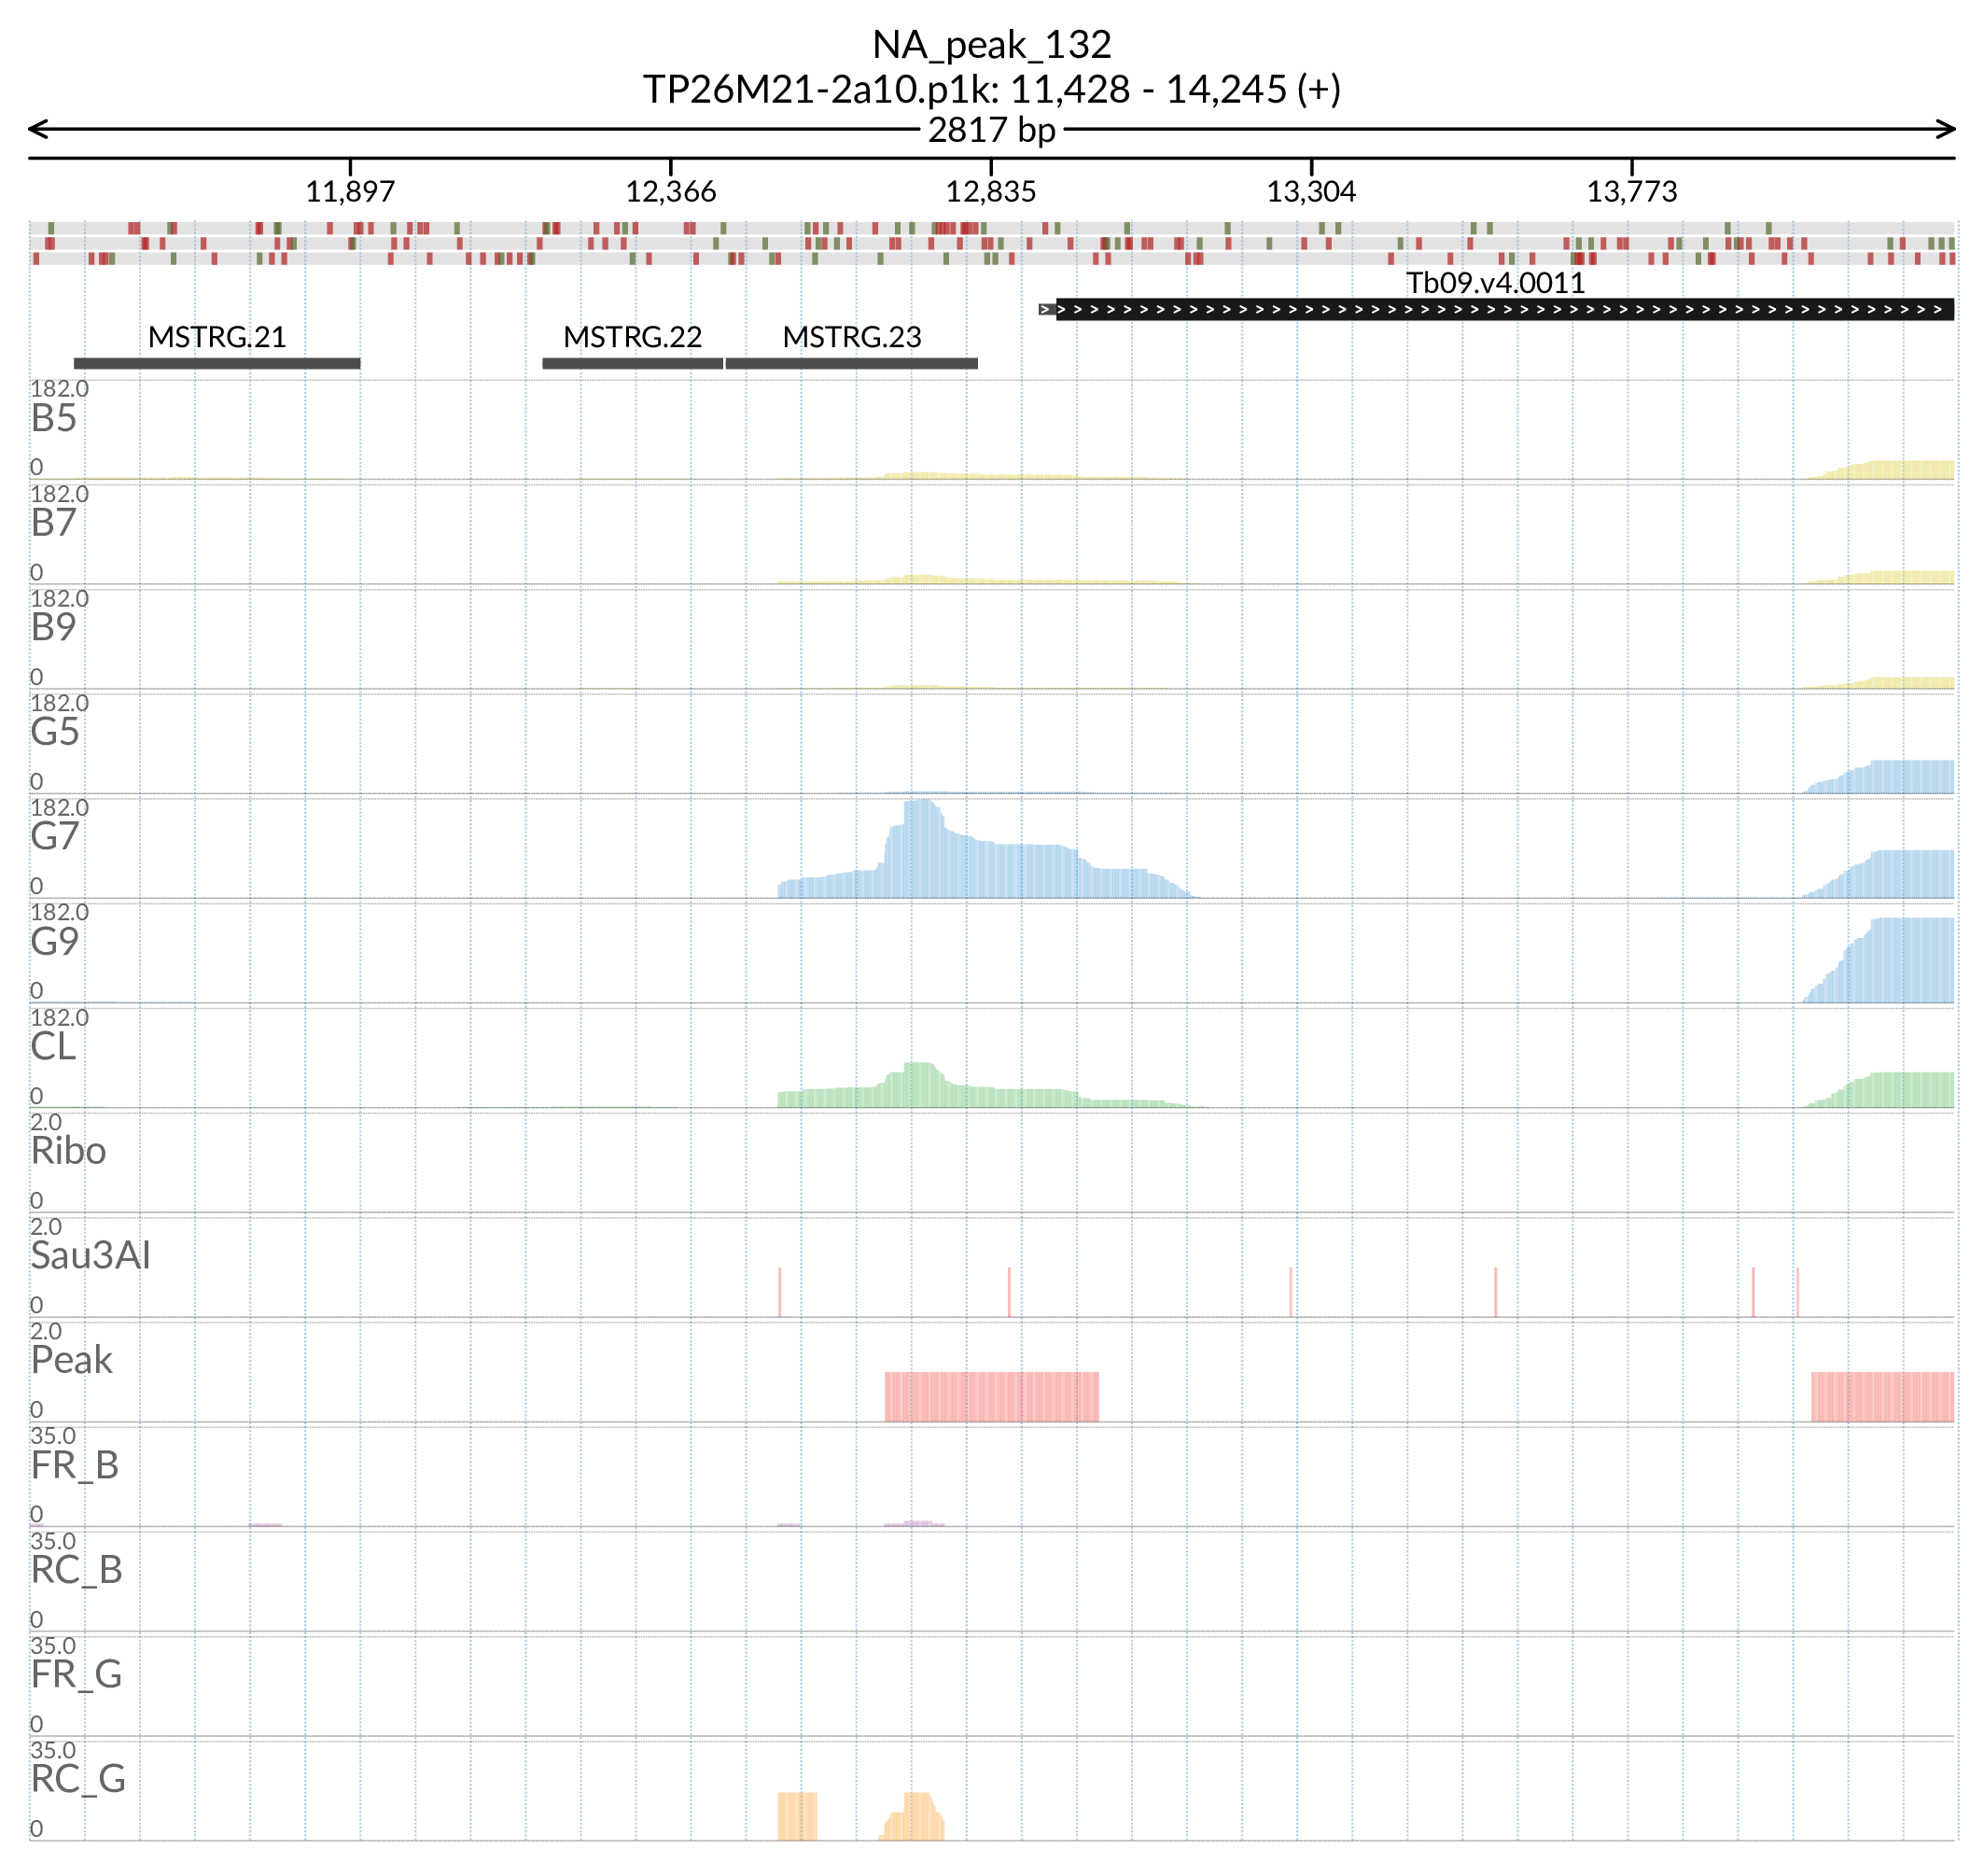 NA_peak_132
TP26M21-2a10.p1k: 11,428 - 14,245 (+)
2817 bp
11,897 12,366 12,835 13,304 13,773
Tb09.v4.0011
MSTRG.21 MSTRG.22 MSTRG.23
182.0
B5
0
182.0
B7
0
182.0
B9
0
182.0
G5
0
182.0
G7
0
182.0
G9
0
182.0
CL
0
2.0
Ribo
0
2.0
Sau3AI
0
2.0
Peak
0
35.0
FR_B
0
35.0
RC_B
0
35.0
FR_G
0
35.0
RC_G
0